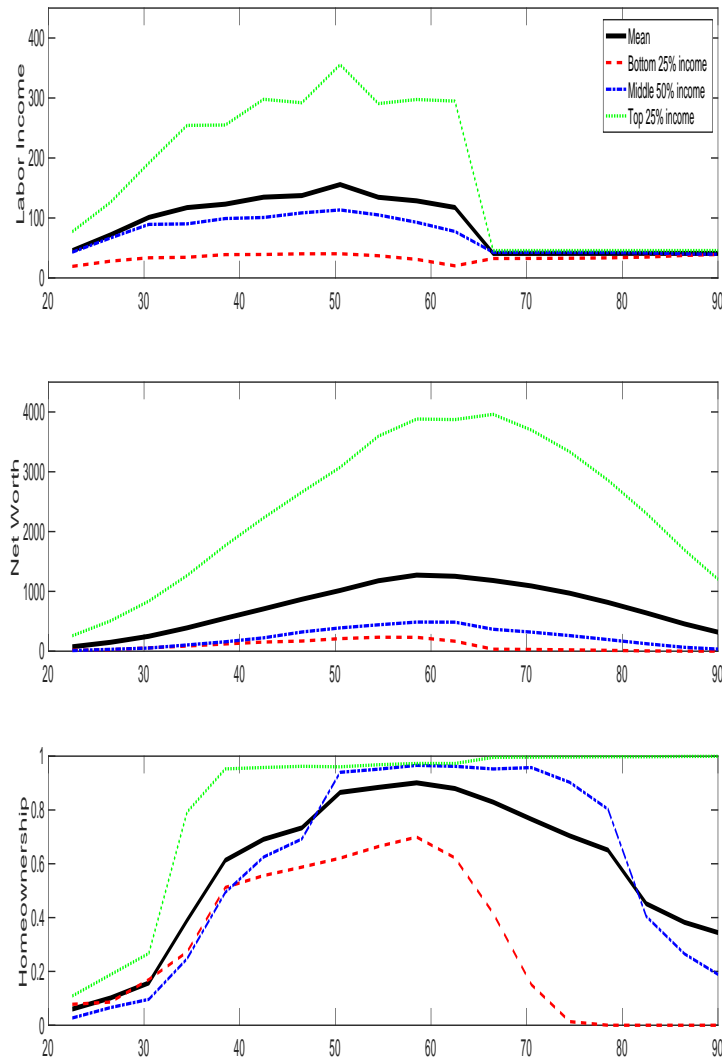 400
300
200
100
0
Labor Income
Mean
Bottom 25% income
Middle 50% income
Top 25% income
20 30 40 50 60 70 80 90
4000
3000
2000
1000
0
Net Worth
20 30 40 50 60 70 80 90
1
0.8
0.6
0.4
0.2
0
Homeownership
20 30 40 50 60 70 80 90